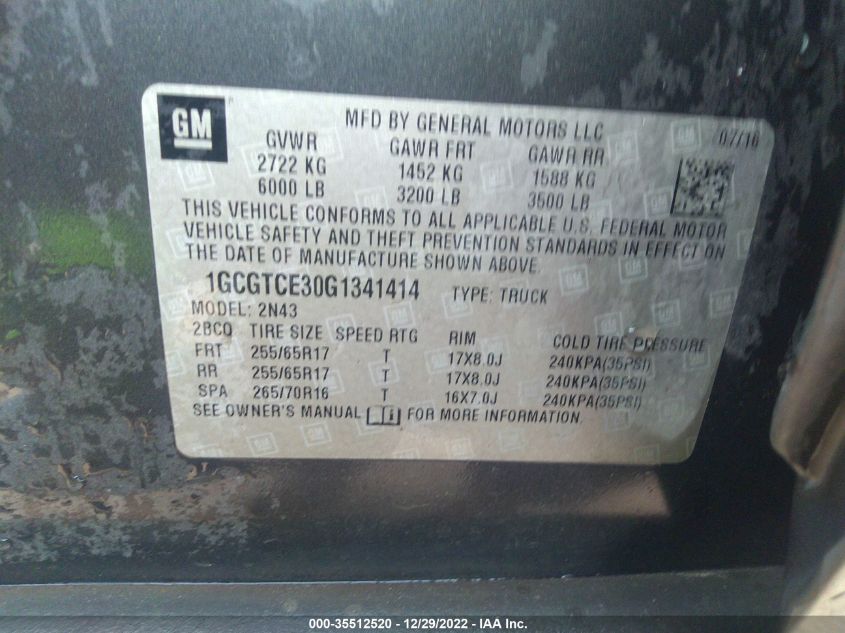 GM
MFD BY GENERAL MOTORS LLC
07/16
GVWR GAWR FRT GAWR RR
2722 KG 1452 KG 1588 KG
6000 LB 3200 LB 3500 LB
THIS VEHICLE CONFORMS TO ALL APPLICABLE U.S. FEDERAL MOTOR
VEHICLE SAFETY AND THEFT PREVENTION STANDARDS IN EFFECT ON
THE DATE OF MANUFACTURE SHOWN ABOVE.
1GCGTCE30G1341414 TYPE: TRUCK
MODEL: 2N43
2BCQ TIRE SIZE SPEED RTG RIM COLD TIRE PRESSURE
FRT 255/65R17 T 17X8.0J 240KPA(35PSI)
RR 255/65R17 T 17X8.0J 240KPA(35PSI)
SPA 265/70R16 T 16X7.0J 240KPA(35PSI)
SEE OWNER'S MANUAL FOR MORE INFORMATION.
000-35512520 - 12/29/2022 - IAA Inc.